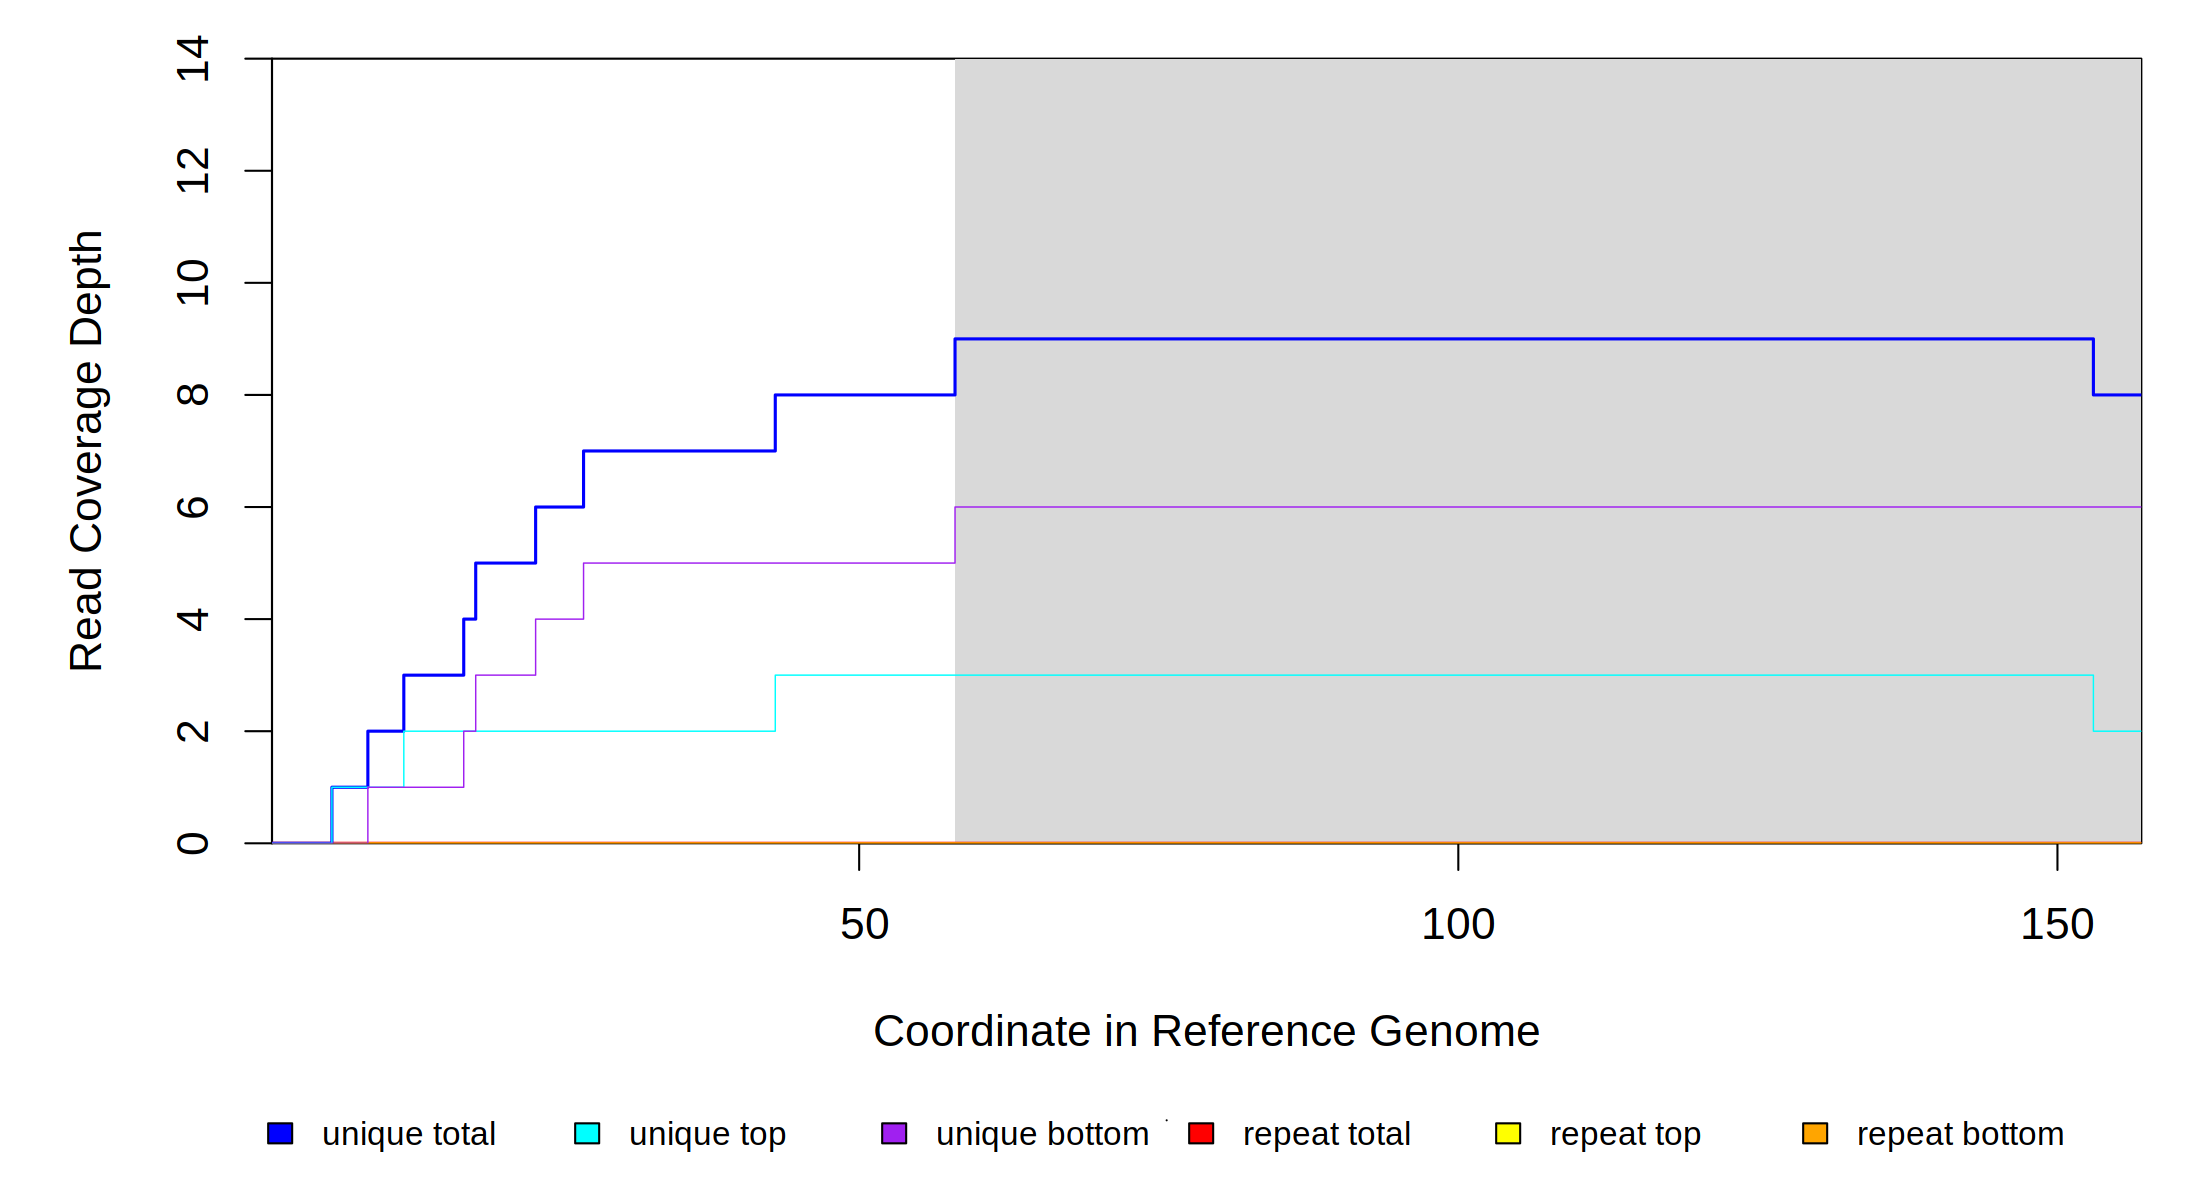 14
12
10
8
6
4
2
0
Read Coverage Depth
50 100 150
Coordinate in Reference Genome
unique total unique top unique bottom repeat total repeat top repeat bottom